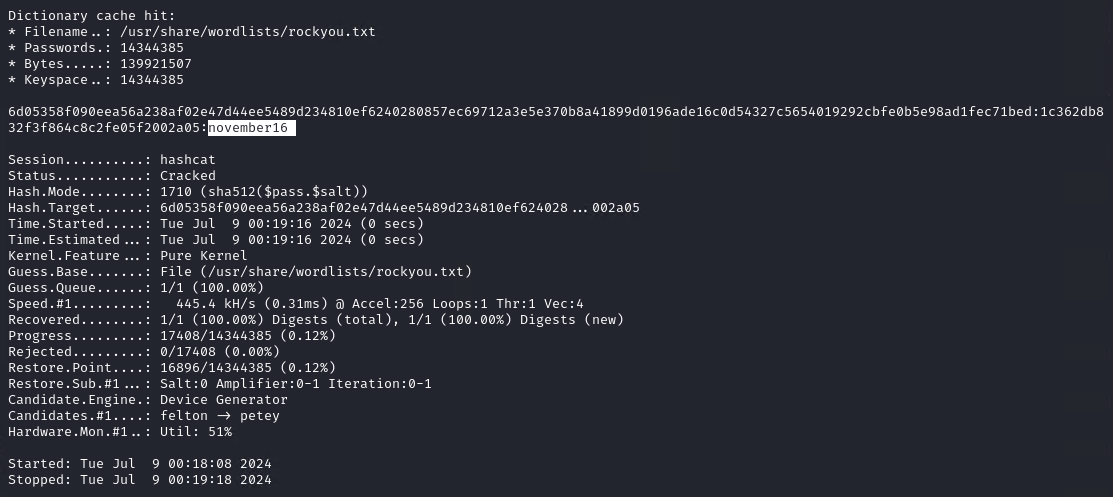 Dictionary cache hit:
* Filename..: /usr/share/wordlists/rockyou.txt
* Passwords.: 14344385
* Bytes.....: 139921507
* Keyspace..: 14344385
6d05358f090eea56a238af02e47d44ee5489d234810ef6240280857ec69712a3e5e370b8a41899d0196ade16c0d54327c5654019292cbfe0b5e98ad1fec71bed:1c362db8
32f3f864c8c2fe05f2002a05:november16
Session..........: hashcat
Status...........: Cracked
Hash.Mode........: 1710 (sha512($pass.$salt))
Hash.Target......: 6d05358f090eea56a238af02e47d44ee5489d234810ef624028...002a05
Time.Started.....: Tue Jul  9 00:19:16 2024 (0 secs)
Time.Estimated...: Tue Jul  9 00:19:16 2024 (0 secs)
Kernel.Feature...: Pure Kernel
Guess.Base.......: File (/usr/share/wordlists/rockyou.txt)
Guess.Queue......: 1/1 (100.00%)
Speed.#1.........:   445.4 kH/s (0.31ms) @ Accel:256 Loops:1 Thr:1 Vec:4
Recovered........: 1/1 (100.00%) Digests (total), 1/1 (100.00%) Digests (new)
Progress.........: 17408/14344385 (0.12%)
Rejected.........: 0/17408 (0.00%)
Restore.Point....: 16896/14344385 (0.12%)
Restore.Sub.#1...: Salt:0 Amplifier:0-1 Iteration:0-1
Candidate.Engine.: Device Generator
Candidates.#1....: felton -> petey
Hardware.Mon.#1..: Util: 51%
Started: Tue Jul  9 00:18:08 2024
Stopped: Tue Jul  9 00:19:18 2024